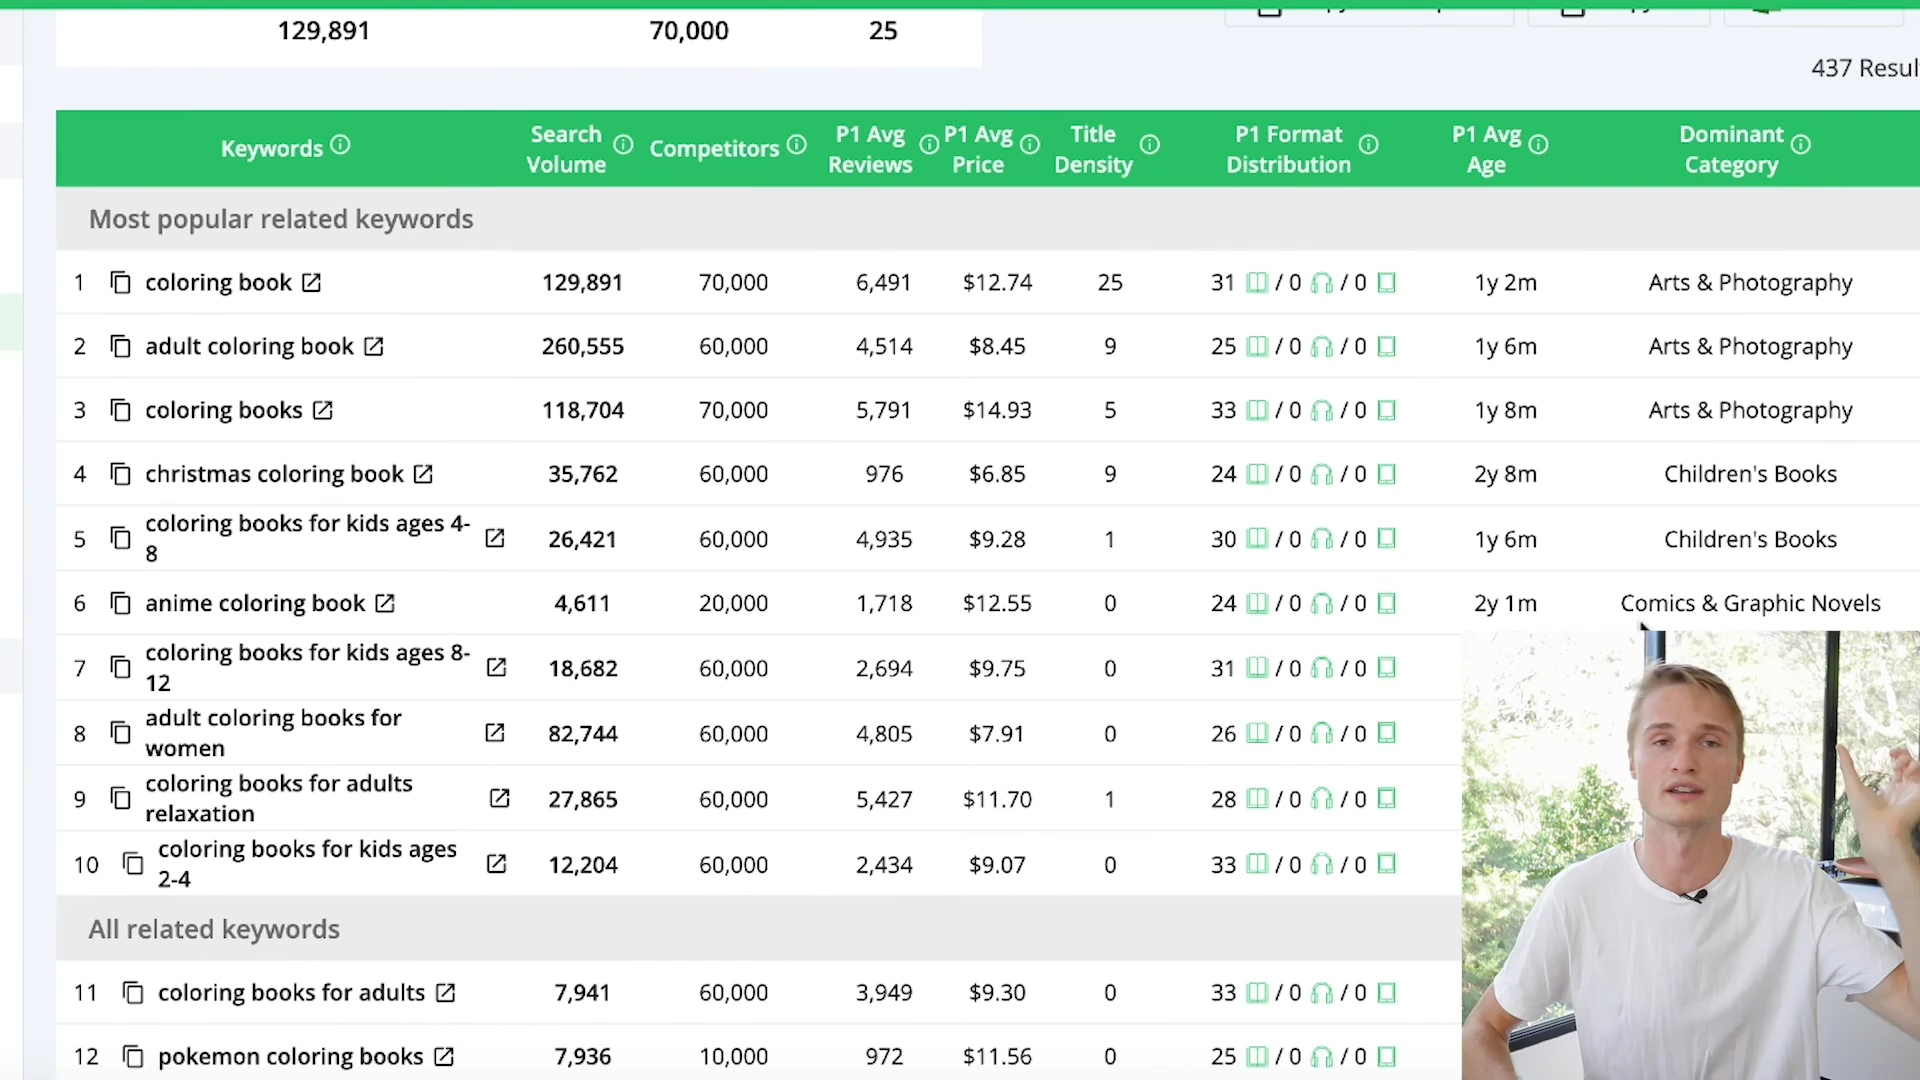 129,891 70,000 25
437 Resul
Keywords Search Volume Competitors P1 Avg Reviews P1 Avg Price Title Density P1 Format Distribution P1 Avg Age Dominant Category
Most popular related keywords
1 coloring book 129,891 70,000 6,491 $12.74 25 31 / 0 / 0 1y 2m Arts & Photography
2 adult coloring book 260,555 60,000 4,514 $8.45 9 25 / 0 / 0 1y 6m Arts & Photography
3 coloring books 118,704 70,000 5,791 $14.93 5 33 / 0 / 0 1y 8m Arts & Photography
4 christmas coloring book 35,762 60,000 976 $6.85 9 24 / 0 / 0 2y 8m Children's Books
5 coloring books for kids ages 4-8 26,421 60,000 4,935 $9.28 1 30 / 0 / 0 1y 6m Children's Books
6 anime coloring book 4,611 20,000 1,718 $12.55 0 24 / 0 / 0 2y 1m Comics & Graphic Novels
7 coloring books for kids ages 8-12 18,682 60,000 2,694 $9.75 0 31 / 0 / 0
8 adult coloring books for women 82,744 60,000 4,805 $7.91 0 26 / 0 / 0
9 coloring books for adults relaxation 27,865 60,000 5,427 $11.70 1 28 / 0 / 0
10 coloring books for kids ages 2-4 12,204 60,000 2,434 $9.07 0 33 / 0 / 0
All related keywords
11 coloring books for adults 7,941 60,000 3,949 $9.30 0 33 / 0 / 0
12 pokemon coloring books 7,936 10,000 972 $11.56 0 25 / 0 / 0